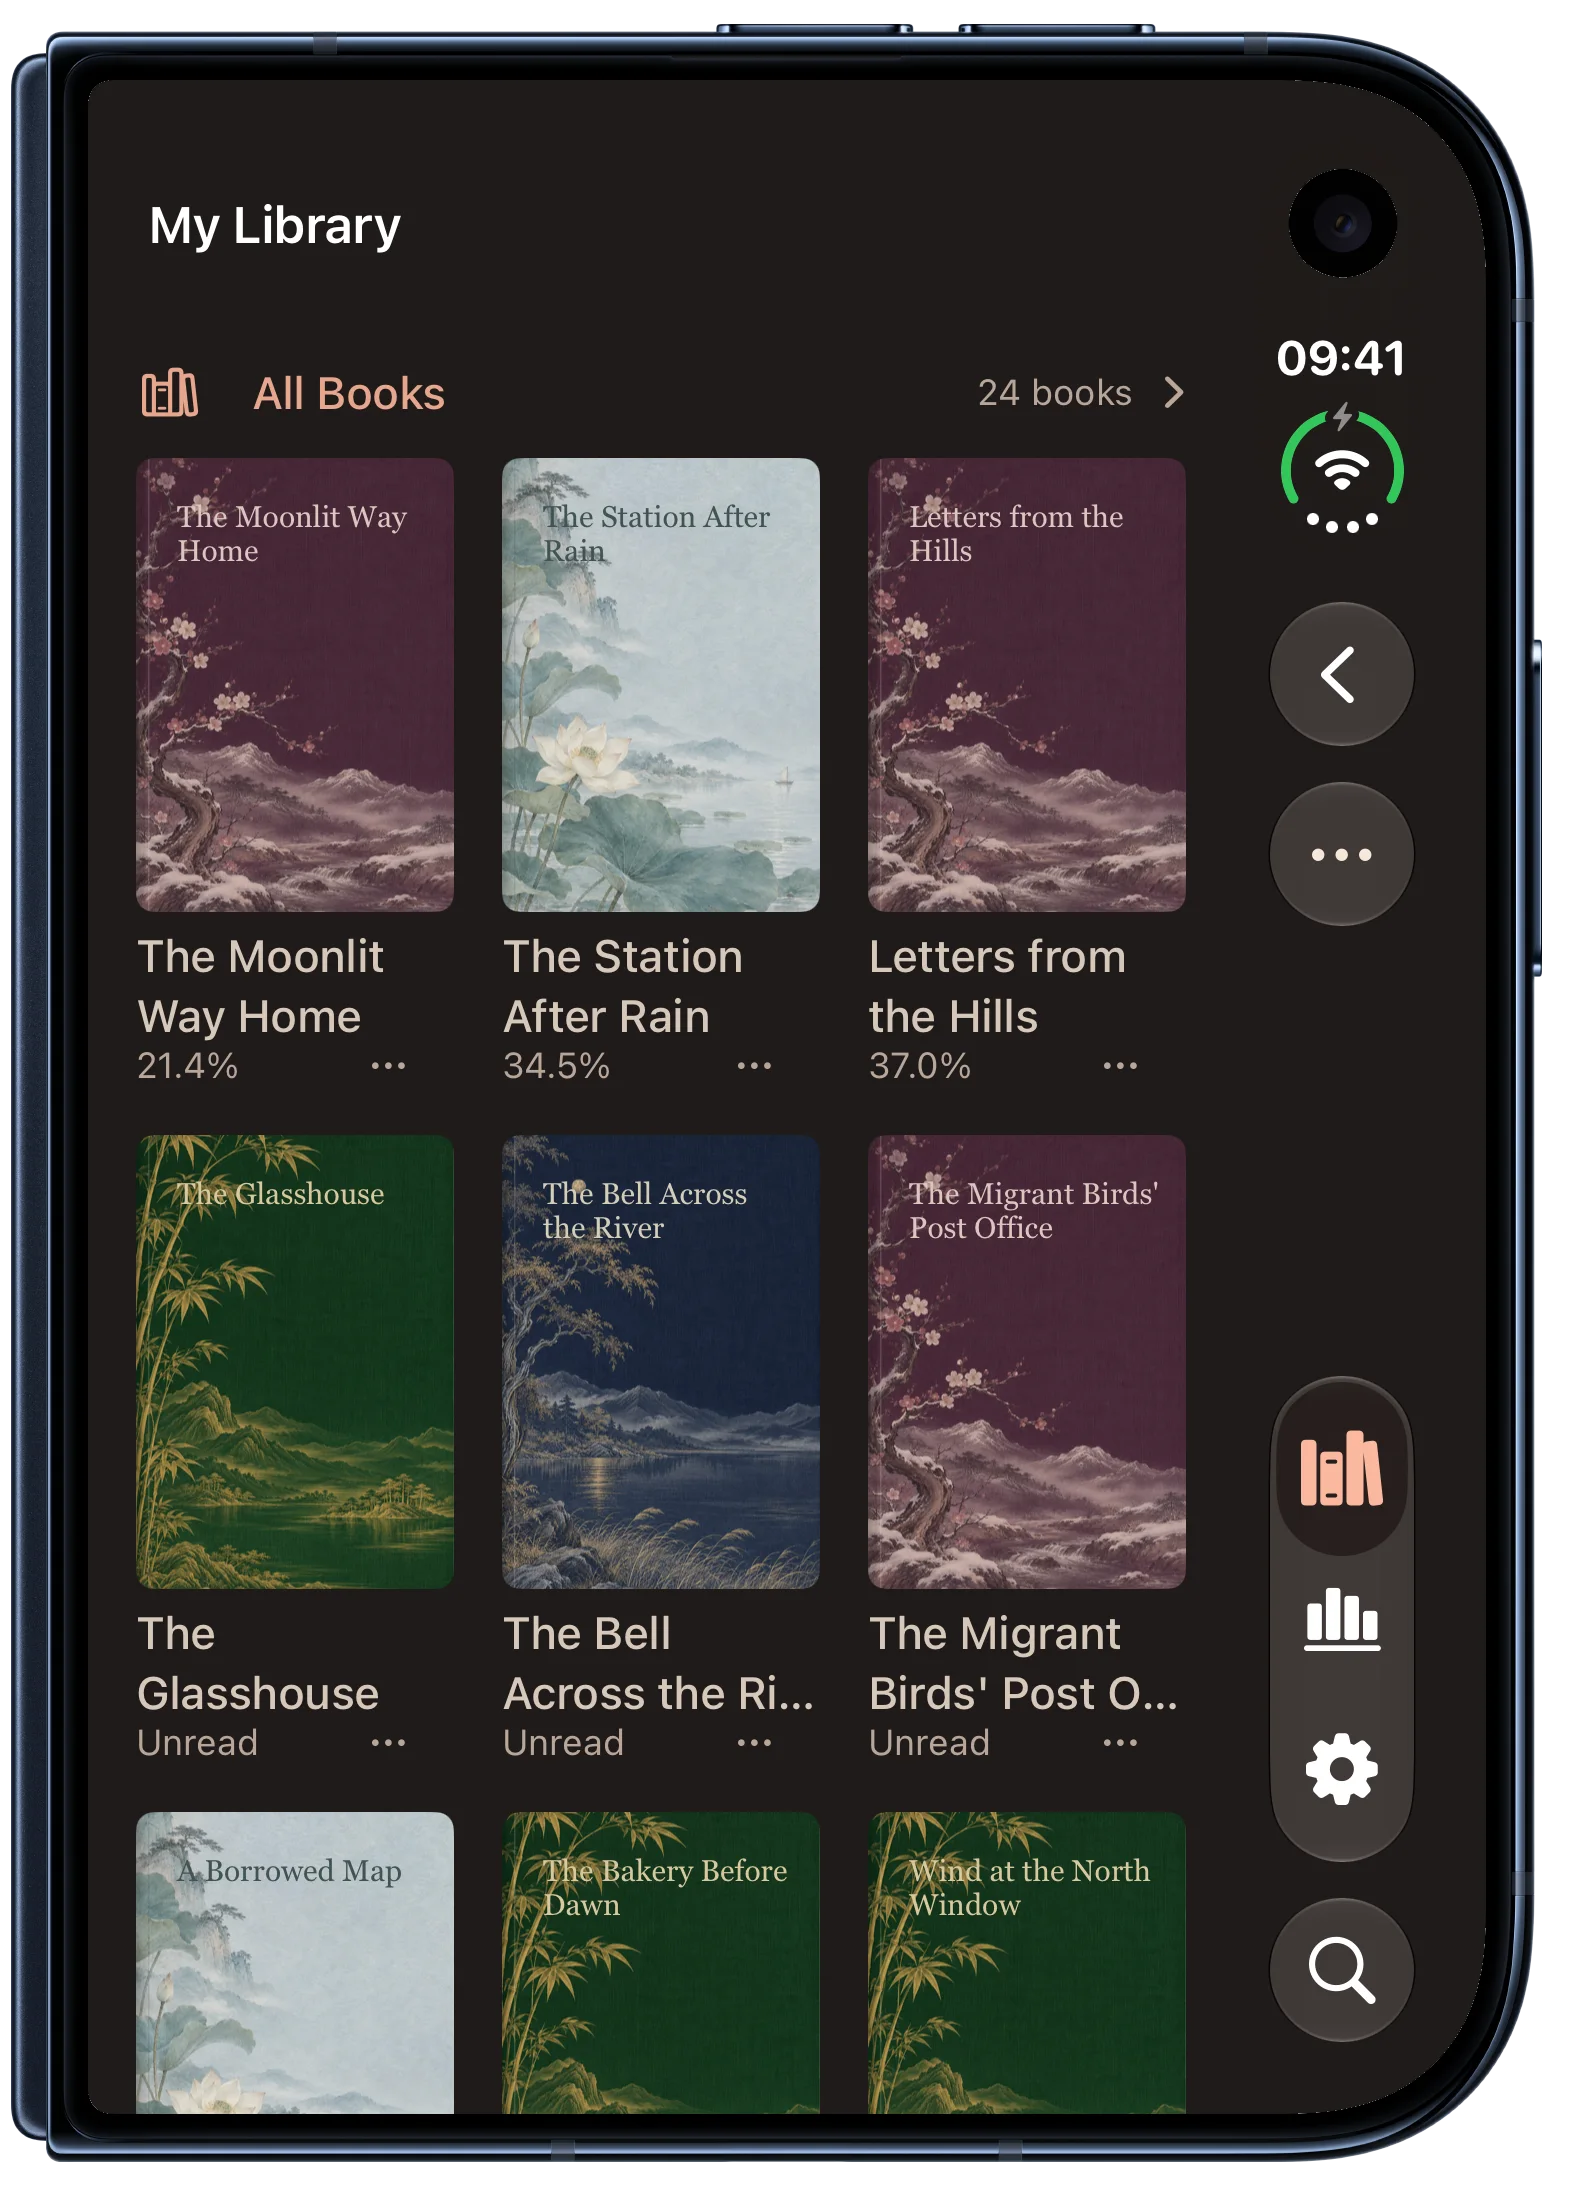 My Library
09:41
All Books
24 books
The Moonlit Way
Home
The Station After
Rain
Letters from the
Hills
The Moonlit
Way Home
21.4%
The Station
After Rain
34.5%
Letters from
the Hills
37.0%
The Glasshouse
The Bell Across
the River
The Migrant Birds'
Post Office
The
Glasshouse
Unread
The Bell
Across the Ri...
Unread
The Migrant
Birds' Post O...
Unread
A Borrowed Map
The Bakery Before
Dawn
Wind at the North
Window